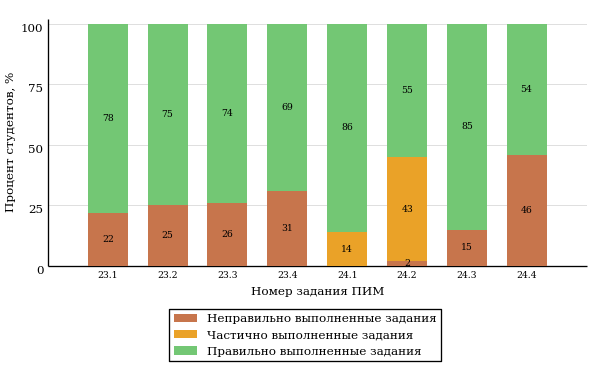 Процент студентов, %
100
75
50
25
0
78 75 74 69 86 55 85 54
43
22 25 26 31 14 2 15 46
23.1 23.2 23.3 23.4 24.1 24.2 24.3 24.4
Номер задания ПИМ
Неправильно выполненные задания
Частично выполненные задания
Правильно выполненные задания